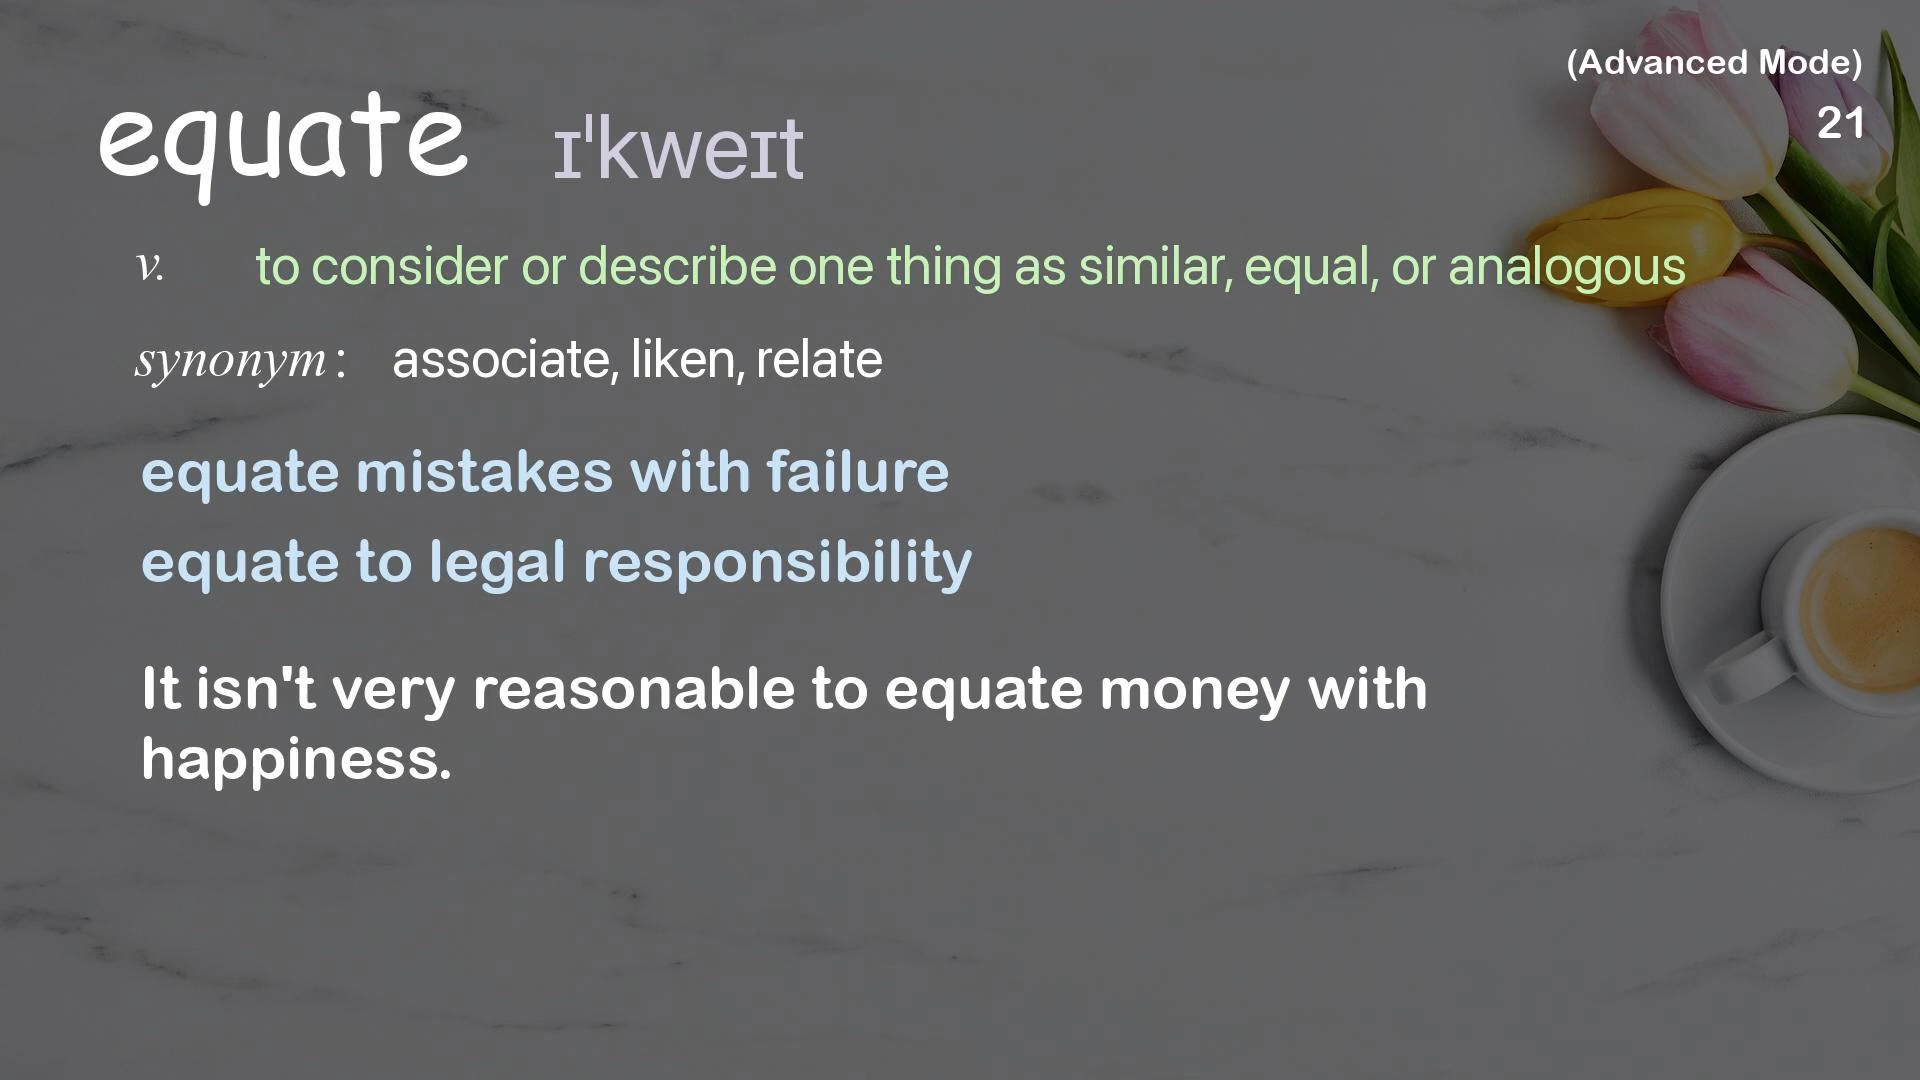 (Advanced Mode)
21
equate ɪˈkweɪt
v. to consider or describe one thing as similar, equal, or analogous
synonym: associate, liken, relate
equate mistakes with failure
equate to legal responsibility
It isn't very reasonable to equate money with
happiness.